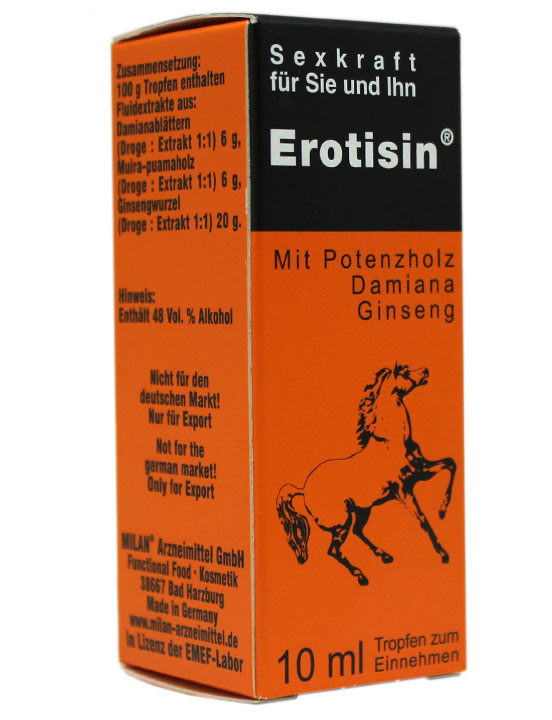 Zusammensetzung:
100 g Tropfen enthalten
Fluidextrakte aus:
Damianablättern
(Droge : Extrakt 1:1) 6 g,
Muira-puamaholz
(Droge : Extrakt 1:1) 6 g,
Ginsengwurzel
(Droge : Extrakt 1:1) 20 g.
Hinweis:
Enthält 48 Vol. % Alkohol
Nicht für den
deutschen Markt!
Nur für Export
Not for the
german market!
Only for Export
MILAN® Arzneimittel GmbH
Functional Food · Kosmetik
38667 Bad Harzburg
Made in Germany
www.milan-arzneimittel.de
im Lizenz der EMEF-Labor
Sexkraft
für Sie und Ihn
Erotisin®
Mit Potenzholz
Damiana
Ginseng
10 ml Tropfen zum
Einnehmen